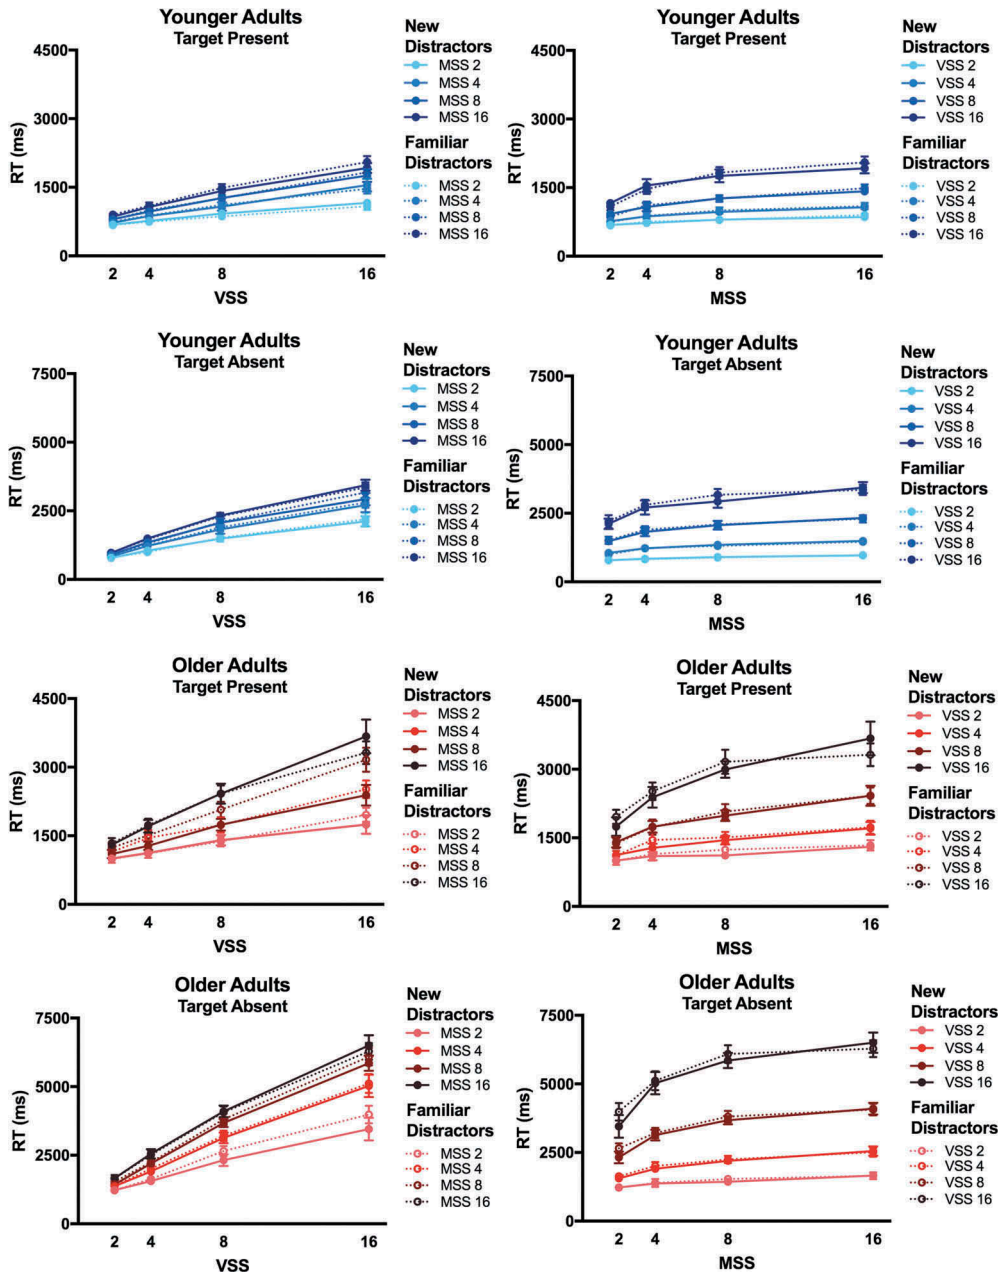 Younger Adults
Target Present
4500
3000
1500
0
RT (ms)
2 4 8 16
VSS
New
Distractors
MSS 2
MSS 4
MSS 8
MSS 16
Familiar
Distractors
MSS 2
MSS 4
MSS 8
MSS 16
Younger Adults
Target Present
4500
3000
1500
0
RT (ms)
2 4 8 16
MSS
New
Distractors
VSS 2
VSS 4
VSS 8
VSS 16
Familiar
Distractors
VSS 2
VSS 4
VSS 8
VSS 16
Younger Adults
Target Absent
7500
5000
2500
0
RT (ms)
2 4 8 16
VSS
New
Distractors
MSS 2
MSS 4
MSS 8
MSS 16
Familiar
Distractors
MSS 2
MSS 4
MSS 8
MSS 16
Younger Adults
Target Absent
7500
5000
2500
0
RT (ms)
2 4 8 16
MSS
New
Distractors
VSS 2
VSS 4
VSS 8
VSS 16
Familiar
Distractors
VSS 2
VSS 4
VSS 8
VSS 16
Older Adults
Target Present
4500
3000
1500
0
RT (ms)
2 4 8 16
VSS
New
Distractors
MSS 2
MSS 4
MSS 8
MSS 16
Familiar
Distractors
MSS 2
MSS 4
MSS 8
MSS 16
Older Adults
Target Present
4500
3000
1500
0
RT (ms)
2 4 8 16
MSS
New
Distractors
VSS 2
VSS 4
VSS 8
VSS 16
Familiar
Distractors
VSS 2
VSS 4
VSS 8
VSS 16
Older Adults
Target Absent
7500
5000
2500
0
RT (ms)
2 4 8 16
VSS
New
Distractors
MSS 2
MSS 4
MSS 8
MSS 16
Familiar
Distractors
MSS 2
MSS 4
MSS 8
MSS 16
Older Adults
Target Absent
7500
5000
2500
0
RT (ms)
2 4 8 16
MSS
New
Distractors
VSS 2
VSS 4
VSS 8
VSS 16
Familiar
Distractors
VSS 2
VSS 4
VSS 8
VSS 16